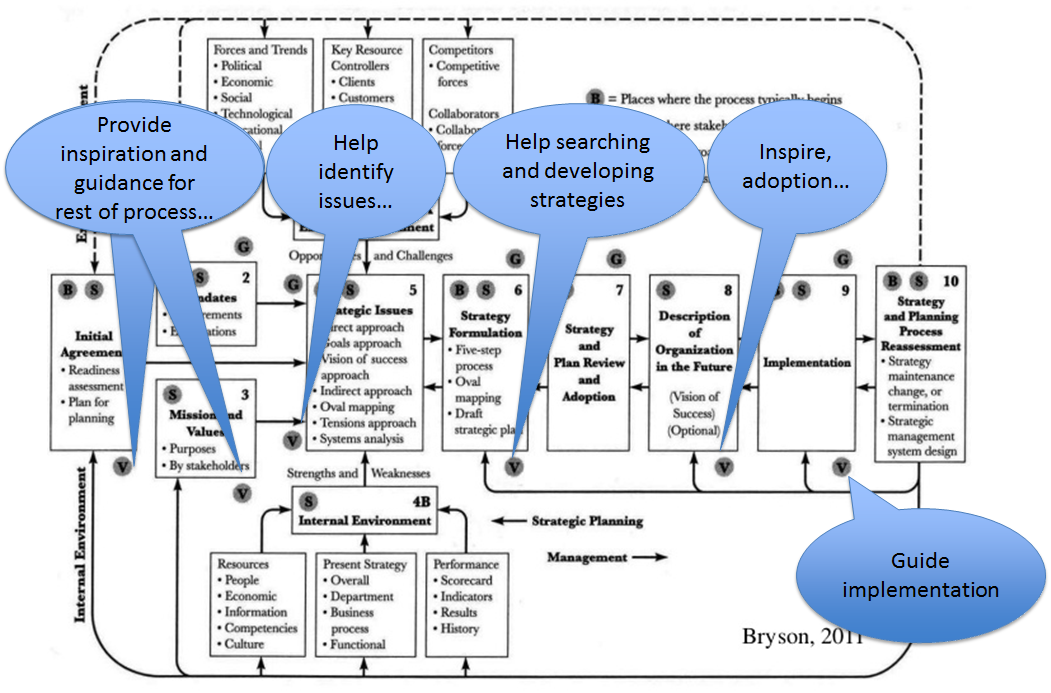 Forces and Trends
• Political
• Economic
• Social
• Technological
Key Resource
Controllers
• Clients
• Customers
Competitors
• Competitive
forces
Collaborators
B = Places where the process typically begins
Provide
inspiration and
guidance for
rest of process…
Help
identify
issues…
Help searching
and developing
strategies
Inspire,
adoption…
and Challenges
B S
Initial
• Readiness
assessment
• Plan for
planning
V
G
S 2
S 3
Mission and
Values
• Purposes
• By stakeholders
V
G
S 5
Strategic Issues
• Direct approach
• Goals approach
• Vision of success
approach
• Indirect approach
• Oval mapping
• Tensions approach
• Systems analysis
V
G
B S 6
Strategy
Formulation
• Five-step
process
• Oval
mapping
• Draft
strategic plan
V
G
7
Strategy
and
Plan Review
and
Adoption
S 8
Description
of
Organization
in the Future
(Vision of
Success)
(Optional)
V
G
S 9
Implementation
V
B S 10
Strategy
and Planning
Process
Reassessment
• Strategy
maintenance
change, or
termination
• Strategic
management
system design
Strengths and Weaknesses
S 4B
Internal Environment
Strategic Planning
Management
Internal Environment
Resources
• People
• Economic
• Information
• Competencies
• Culture
Present Strategy
• Overall
• Department
• Business
process
• Functional
Performance
• Scorecard
• Indicators
• Results
• History
Guide
implementation
Bryson, 2011